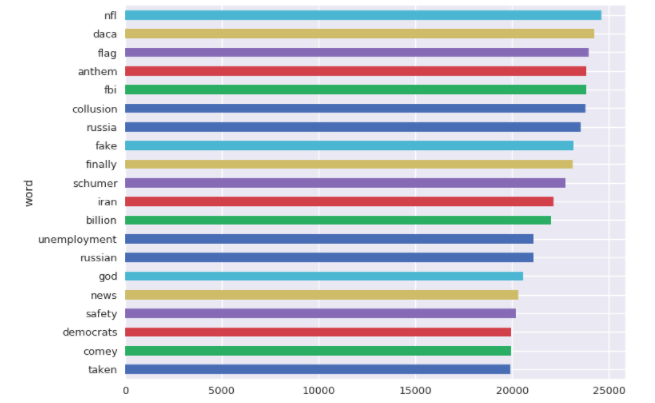 nfl
daca
flag
anthem
fbi
collusion
russia
fake
finally
schumer
iran
billion
unemployment
russian
god
news
safety
democrats
comey
taken
word
0 5000 10000 15000 20000 25000